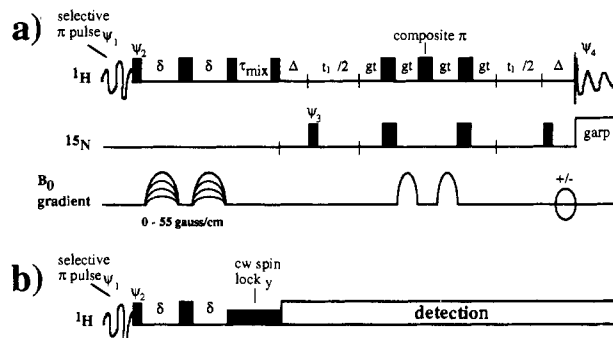 a)
selective
π pulse ψ1
ψ2
composite π
ψ4
1H
δ δ τmix Δ t1 /2 gt gt gt gt t1 /2 Δ
ψ3
15N
garp
B0
gradient
+/-
0 - 55 gauss/cm
b)
selective
π pulse ψ1
ψ2
cw spin
lock y
1H
δ δ
detection